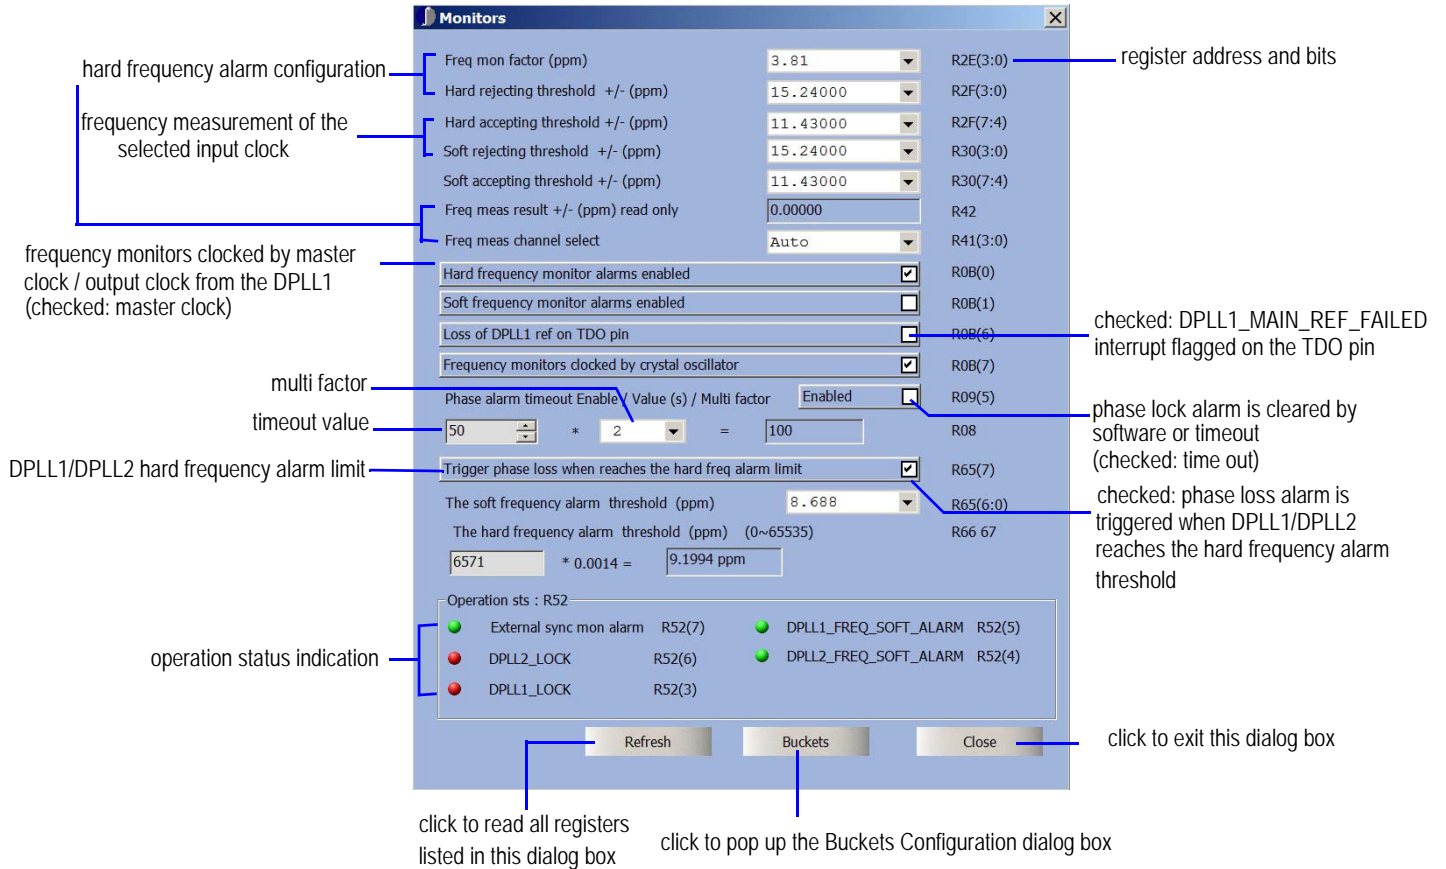 Monitors
Freq mon factor (ppm) 3.81 R2E(3:0) register address and bits
hard frequency alarm configuration
Hard rejecting threshold +/- (ppm) 15.24000 R2F(3:0)
frequency measurement of the
selected input clock
Hard accepting threshold +/- (ppm) 11.43000 R2F(7:4)
Soft rejecting threshold +/- (ppm) 15.24000 R30(3:0)
Soft accepting threshold +/- (ppm) 11.43000 R30(7:4)
Freq meas result +/- (ppm) read only 0.00000 R42
Freq meas channel select Auto R41(3:0)
frequency monitors clocked by master
clock / output clock from the DPLL1
(checked: master clock)
Hard frequency monitor alarms enabled R0B(0)
Soft frequency monitor alarms enabled R0B(1)
Loss of DPLL1 ref on TDO pin R0B(6)
checked: DPLL1_MAIN_REF_FAILED
interrupt flagged on the TDO pin
Frequency monitors clocked by crystal oscillator R0B(7)
multi factor
Phase alarm timeout Enable / Value (s) / Multi factor Enabled R09(5)
phase lock alarm is cleared by
software or timeout
(checked: time out)
timeout value
50 * 2 = 100 R08
DPLL1/DPLL2 hard frequency alarm limit
Trigger phase loss when reaches the hard freq alarm limit R65(7)
checked: phase loss alarm is
triggered when DPLL1/DPLL2
reaches the hard frequency alarm
threshold
The soft frequency alarm threshold (ppm) 8.688 R65(6:0)
The hard frequency alarm threshold (ppm) (0~65535) R66 67
6571 * 0.0014 = 9.1994 ppm
Operation sts : R52
External sync mon alarm R52(7) DPLL1_FREQ_SOFT_ALARM R52(5)
operation status indication
DPLL2_LOCK R52(6) DPLL2_FREQ_SOFT_ALARM R52(4)
DPLL1_LOCK R52(3)
Refresh Buckets Close
click to exit this dialog box
click to read all registers
listed in this dialog box
click to pop up the Buckets Configuration dialog box